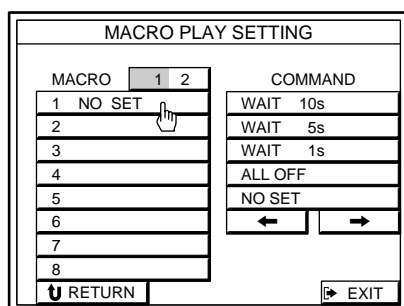 MACRO PLAY SETTING
MACRO 1 2
1 NO SET
2
3
4
5
6
7
8
COMMAND
WAIT 10s
WAIT 5s
WAIT 1s
ALL OFF
NO SET
RETURN
EXIT